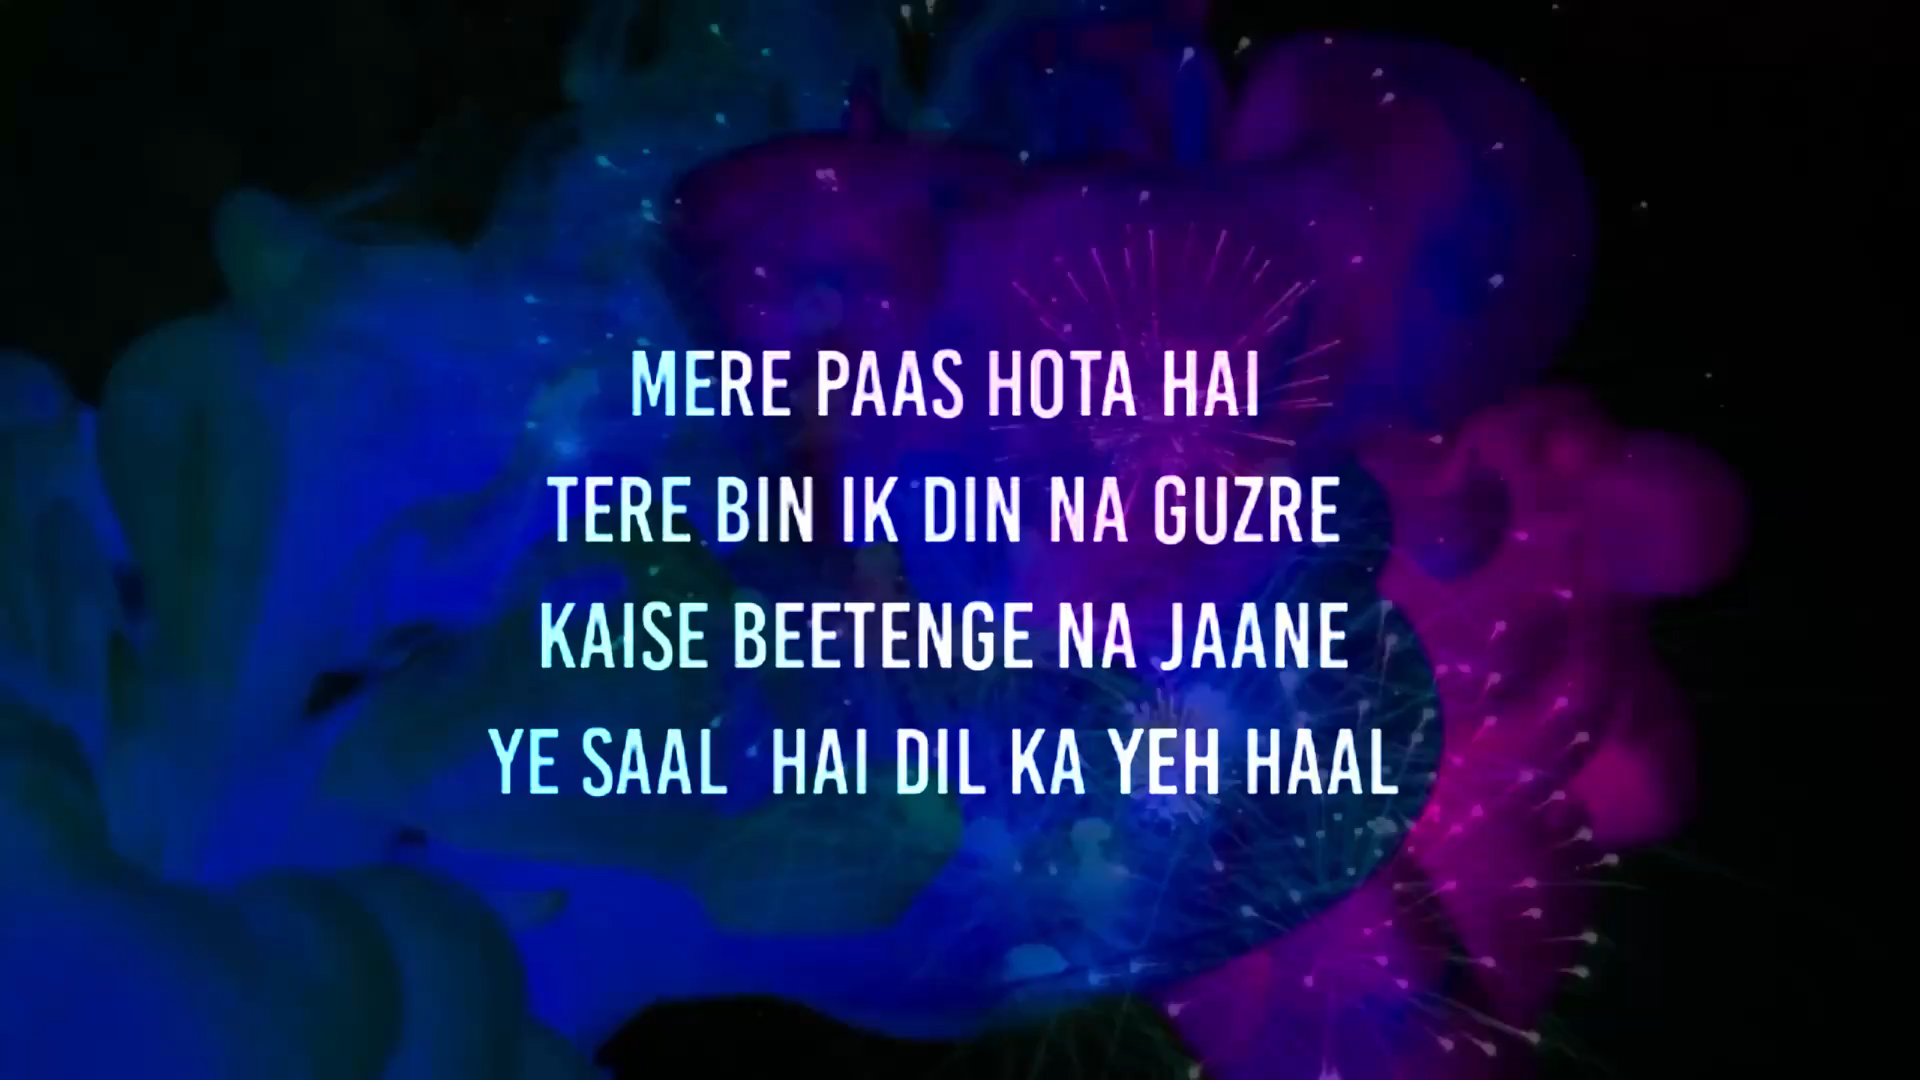 MERE PAAS HOTA HAI
TERE BIN IK DIN NA GUZRE
KAISE BEETENGE NA JAANE
YE SAAL  HAI DIL KA YEH HAAL